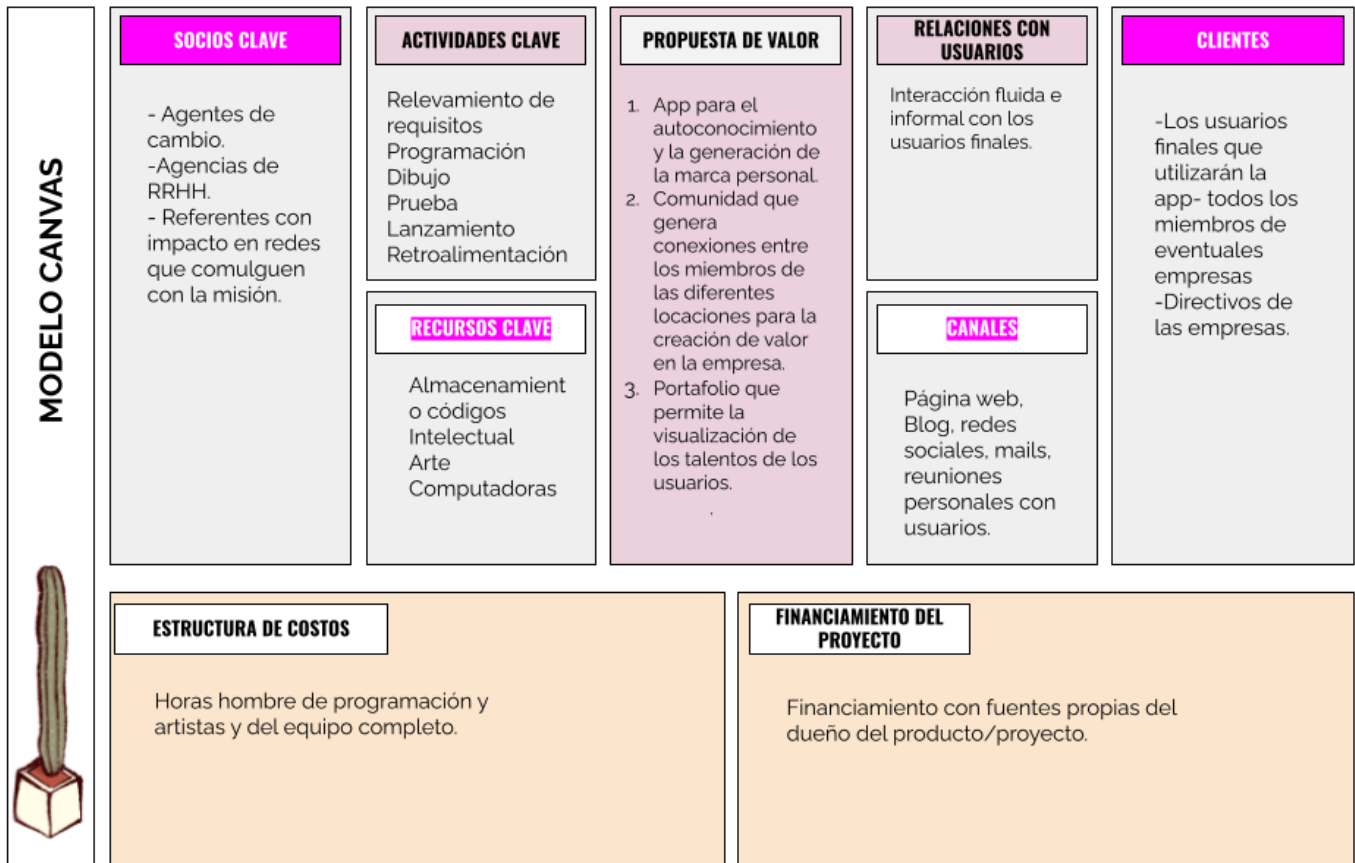 MODELO CANVAS
SOCIOS CLAVE
- Agentes de
cambio.
-Agencias de
RRHH.
- Referentes con
impacto en redes
que comulguen
con la misión.
ACTIVIDADES CLAVE
Relevamiento de
requisitos
Programación
Dibujo
Prueba
Lanzamiento
Retroalimentación
RECURSOS CLAVE
Almacenamient
o códigos
Intelectual
Arte
Computadoras
PROPUESTA DE VALOR
1. App para el
autoconocimiento
y la generación de
la marca personal.
2. Comunidad que
genera
conexiones entre
los miembros de
las diferentes
locaciones para la
creación de valor
en la empresa.
3. Portafolio que
permite la
visualización de
los talentos de los
usuarios.
.
RELACIONES CON
USUARIOS
Interacción fluida e
informal con los
usuarios finales.
CANALES
Página web,
Blog, redes
sociales, mails,
reuniones
personales con
usuarios.
CLIENTES
-Los usuarios
finales que
utilizarán la
app- todos los
miembros de
eventuales
empresas
-Directivos de
las empresas.
ESTRUCTURA DE COSTOS
Horas hombre de programación y
artistas y del equipo completo.
FINANCIAMIENTO DEL
PROYECTO
Financiamiento con fuentes propias del
dueño del producto/proyecto.